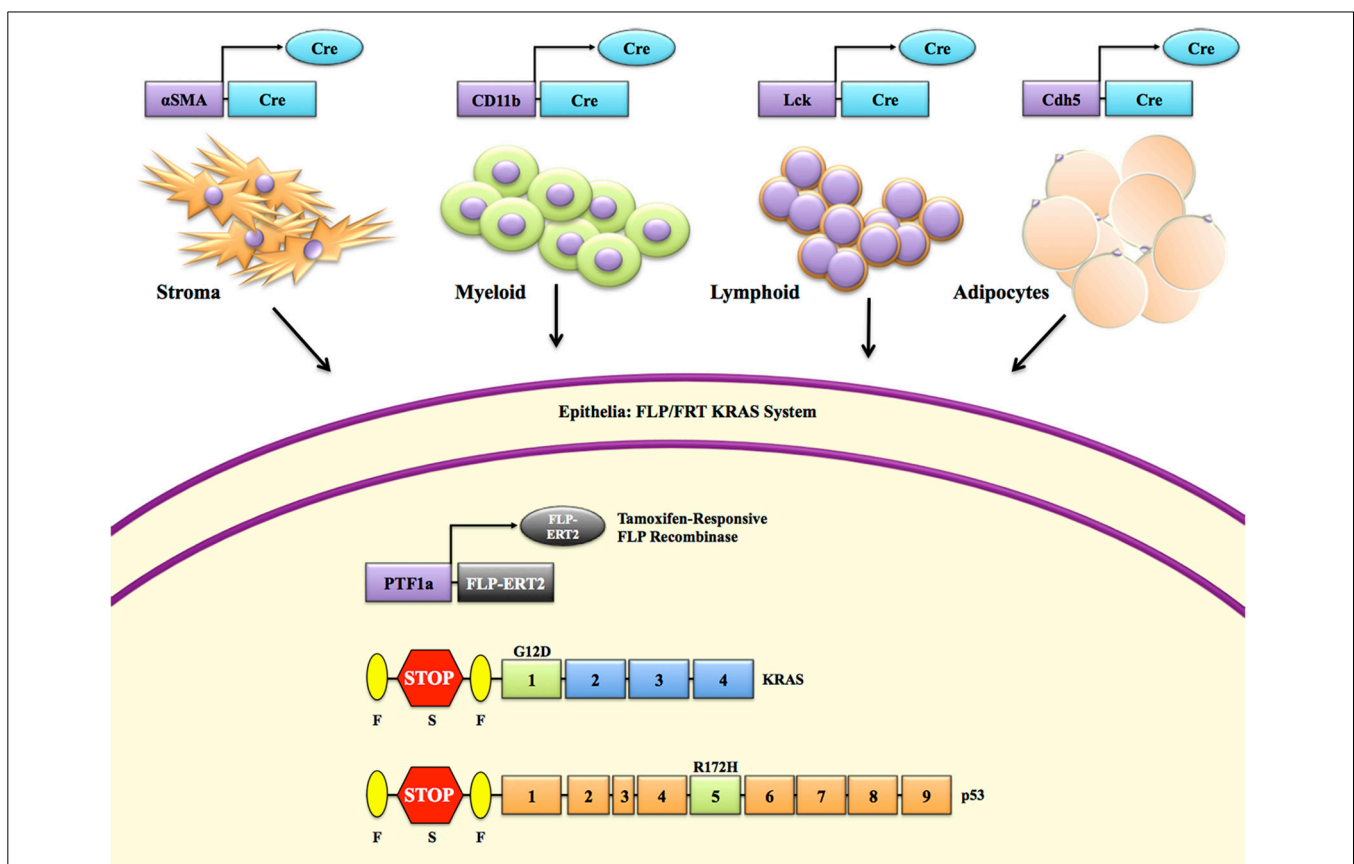 Cre
Cre
Cre
Cre
αSMA Cre
CD11b Cre
Lck Cre
Cdh5 Cre
Stroma
Myeloid
Lymphoid
Adipocytes
Epithelia: FLP/FRT KRAS System
FLP-
ERT2
Tamoxifen-Responsive
FLP Recombinase
PTF1a FLP-ERT2
G12D
STOP 1 2 3 4 KRAS
F S F
R172H
STOP 1 2 3 4 5 6 7 8 9 p53
F S F